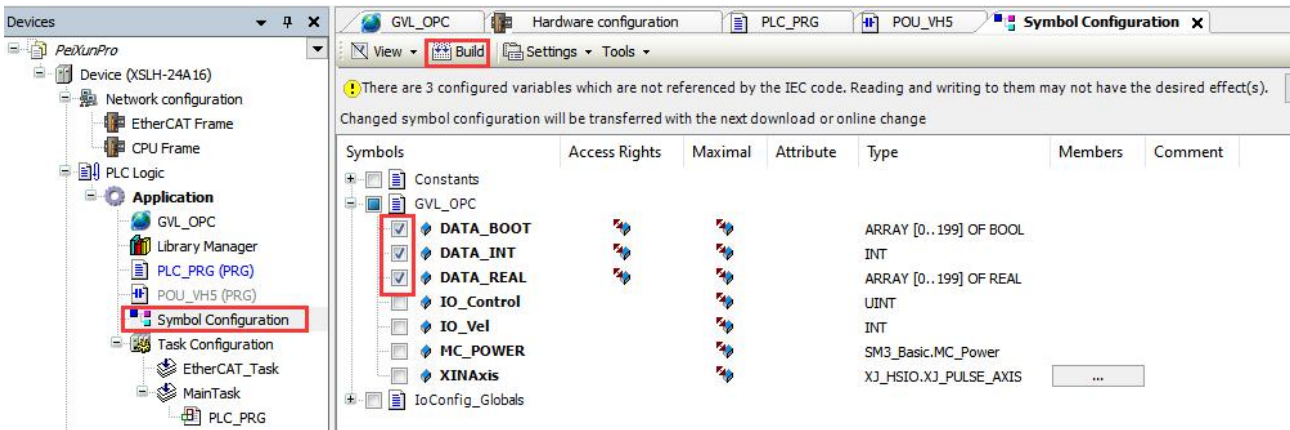 Devices
PeiXunPro
Device (XSLH-24A16)
Network configuration
EtherCAT Frame
CPU Frame
PLC Logic
Application
GVL_OPC
Library Manager
PLC_PRG (PRG)
POU_VH5 (PRG)
Symbol Configuration
Task Configuration
EtherCAT_Task
MainTask
PLC_PRG
GVL_OPC Hardware configuration PLC_PRG POU_VH5 Symbol Configuration
View Build Settings Tools
There are 3 configured variables which are not referenced by the IEC code. Reading and writing to them may not have the desired effect(s).
Changed symbol configuration will be transferred with the next download or online change
Symbols Access Rights Maximal Attribute Type Members Comment
Constants
GVL_OPC
DATA_BOOT ARRAY [0..199] OF BOOL
DATA_INT INT
DATA_REAL ARRAY [0..199] OF REAL
IO_Control UINT
IO_Vel INT
MC_POWER SM3_Basic.MC_Power
XINAxis XJ_HSIO.XJ_PULSE_AXIS ...
IoConfig_Globals